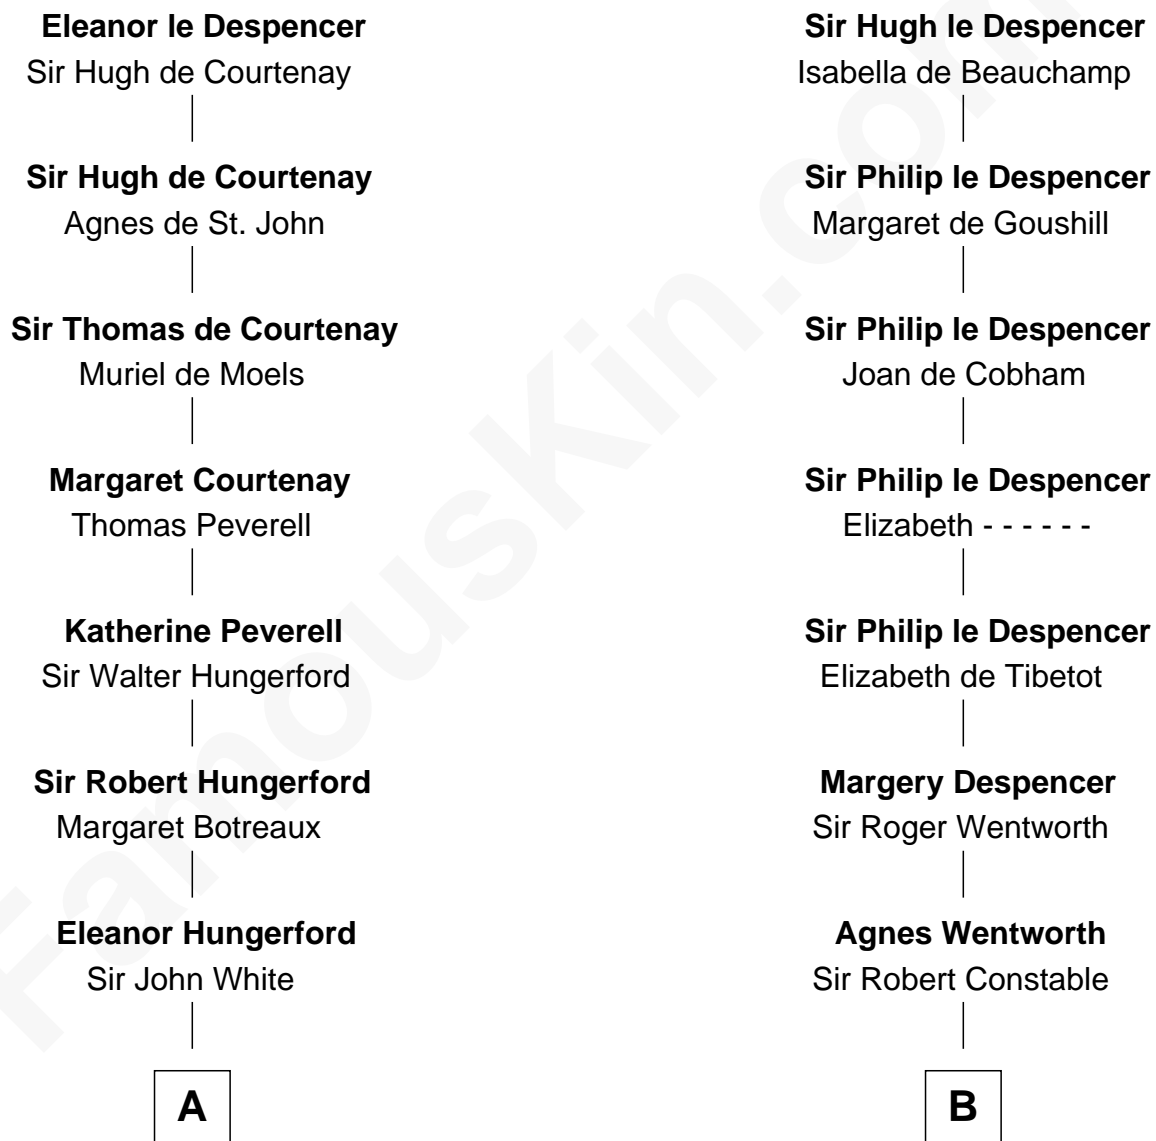 Eleanor le Despencer
Sir Hugh de Courtenay
Sir Hugh de Courtenay
Agnes de St. John
Sir Thomas de Courtenay
Muriel de Moels
Margaret Courtenay
Thomas Peverell
Katherine Peverell
Sir Walter Hungerford
Sir Robert Hungerford
Margaret Botreaux
Eleanor Hungerford
Sir John White
A
Sir Hugh le Despencer
Isabella de Beauchamp
Sir Philip le Despencer
Margaret de Goushill
Sir Philip le Despencer
Joan de Cobham
Sir Philip le Despencer
Elizabeth - - - - - -
Sir Philip le Despencer
Elizabeth de Tibetot
Margery Despencer
Sir Roger Wentworth
Agnes Wentworth
Sir Robert Constable
B
FamousKin.com